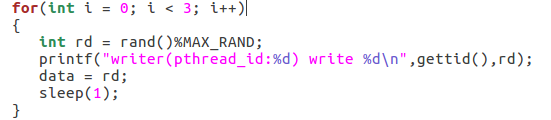 for(int i = 0; i < 3; i++)
{
   int rd = rand()%MAX_RAND;
   printf("writer(pthread_id:%d) write %d\n",gettid(),rd);
   data = rd;
   sleep(1);
}